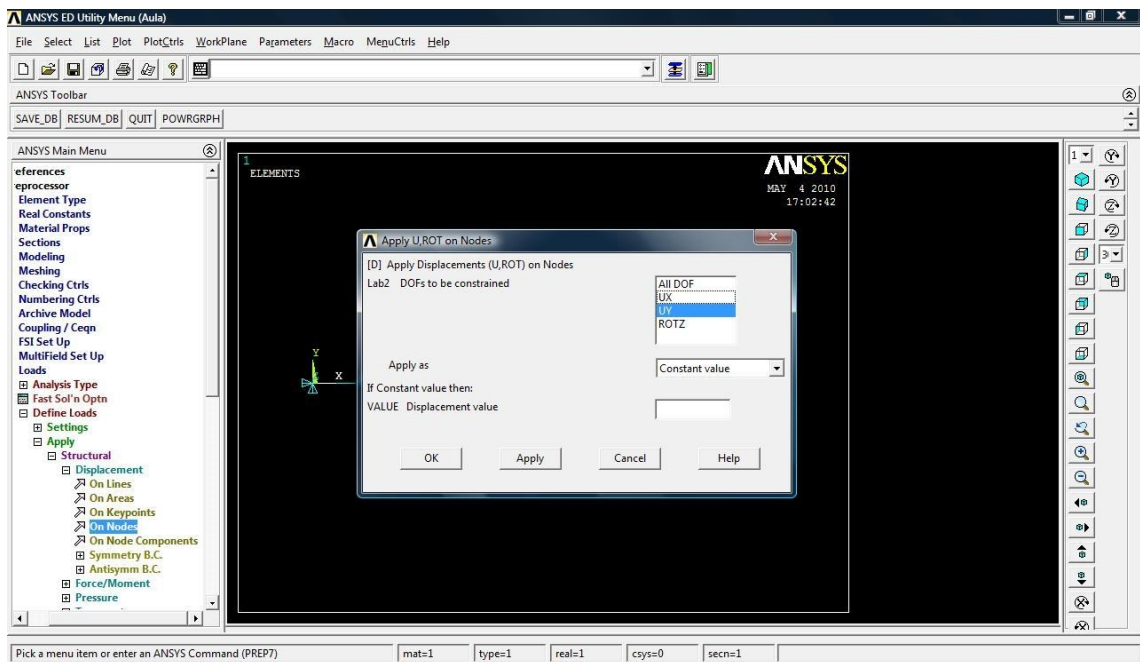 ANSYS ED Utility Menu (Aula)
File Select List Plot PlotCtrls WorkPlane Parameters Macro MenuCtrls Help
ANSYS Toolbar
SAVE_DB RESUM_DB QUIT POWRGRPH
ANSYS Main Menu
eferences
eprocessor
Element Type
Real Constants
Material Props
Sections
Modeling
Meshing
Checking Ctrls
Numbering Ctrls
Archive Model
Coupling / Ceqn
FSI Set Up
MultiField Set Up
Loads
Analysis Type
Fast Sol'n Optn
Define Loads
Settings
Apply
Structural
Displacement
On Lines
On Areas
On Keypoints
On Nodes
On Node Components
Symmetry B.C.
Antisymm B.C.
Force/Moment
Pressure
1
ELEMENTS
ANSYS
MAY 4 2010
17:02:42
Y
X
Apply U,ROT on Nodes
[D] Apply Displacements (U,ROT) on Nodes
Lab2 DOFs to be constrained
All DOF
UX
UY
ROTZ
Apply as Constant value
If Constant value then:
VALUE Displacement value
OK Apply Cancel Help
1
3
Pick a menu item or enter an ANSYS Command (PREP7) mat=1 type=1 real=1 csys=0 secn=1